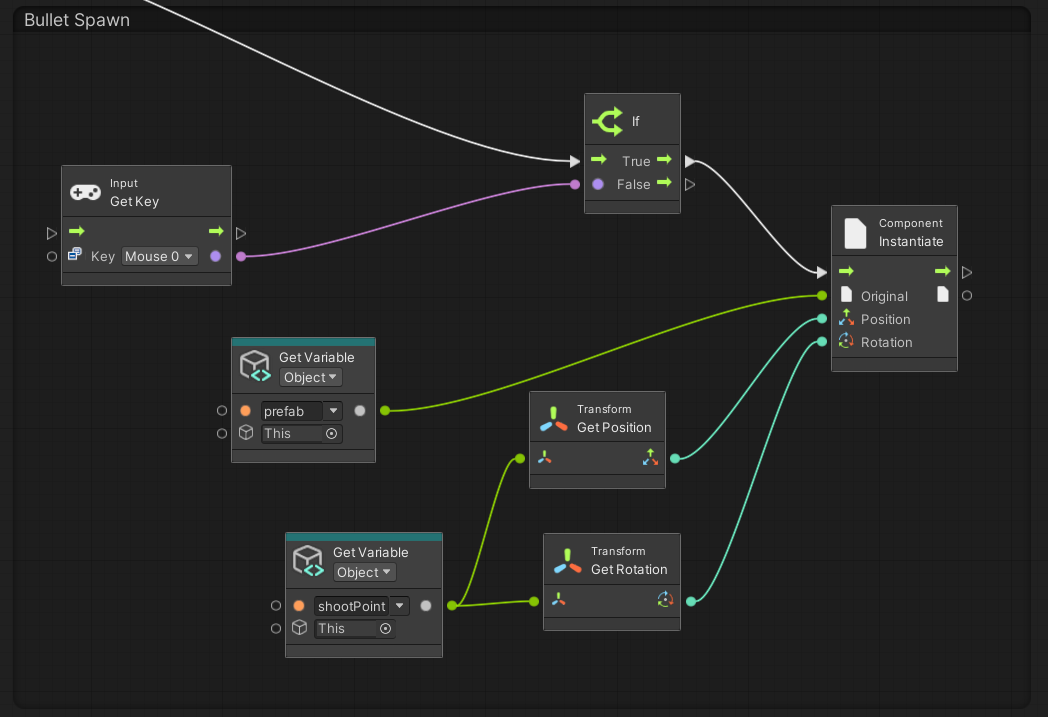 Bullet Spawn
If
True
False
Input
Get Key
Key Mouse 0
Component
Instantiate
Original
Position
Rotation
Get Variable
Object
prefab
This
Transform
Get Position
Get Variable
Object
shootPoint
This
Transform
Get Rotation